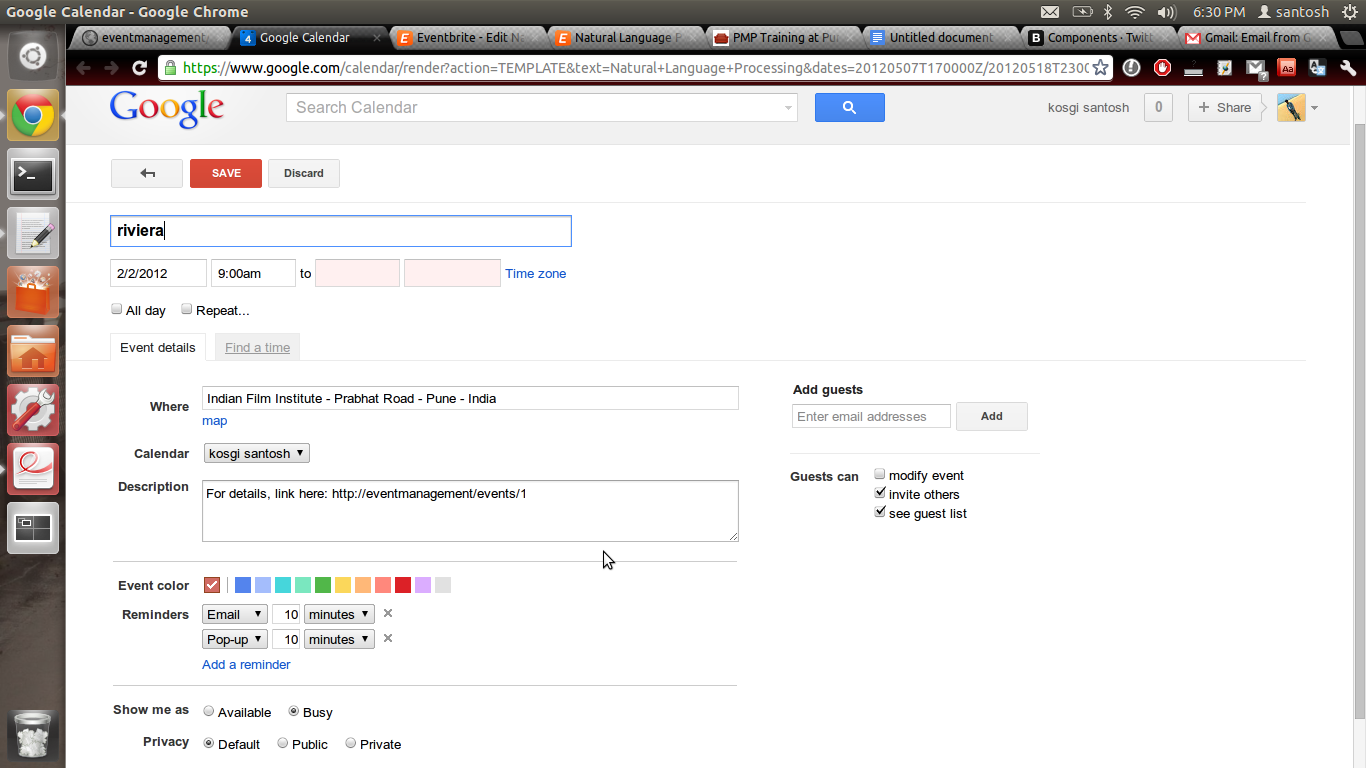 Google Calendar - Google Chrome 6:30 PM santosh
eventmanagement Google Calendar Eventbrite - Edit Na Natural Language P PMP Training at Pu Untitled document Components · Twitt Gmail: Email from G
https://www.google.com/calendar/render?action=TEMPLATE&text=Natural+Language+Processing&dates=20120507T170000Z/20120518T2300
Google Search Calendar kosgi santosh 0 + Share
SAVE Discard
riviera
2/2/2012 9:00am to Time zone
All day Repeat...
Event details Find a time
Add guests
Where Indian Film Institute - Prabhat Road - Pune - India
Enter email addresses Add
map
Calendar kosgi santosh
Guests can modify event
Description For details, link here: http://eventmanagement/events/1
invite others
see guest list
Event color
Reminders Email 10 minutes
Pop-up 10 minutes
Add a reminder
Show me as Available Busy
Privacy Default Public Private